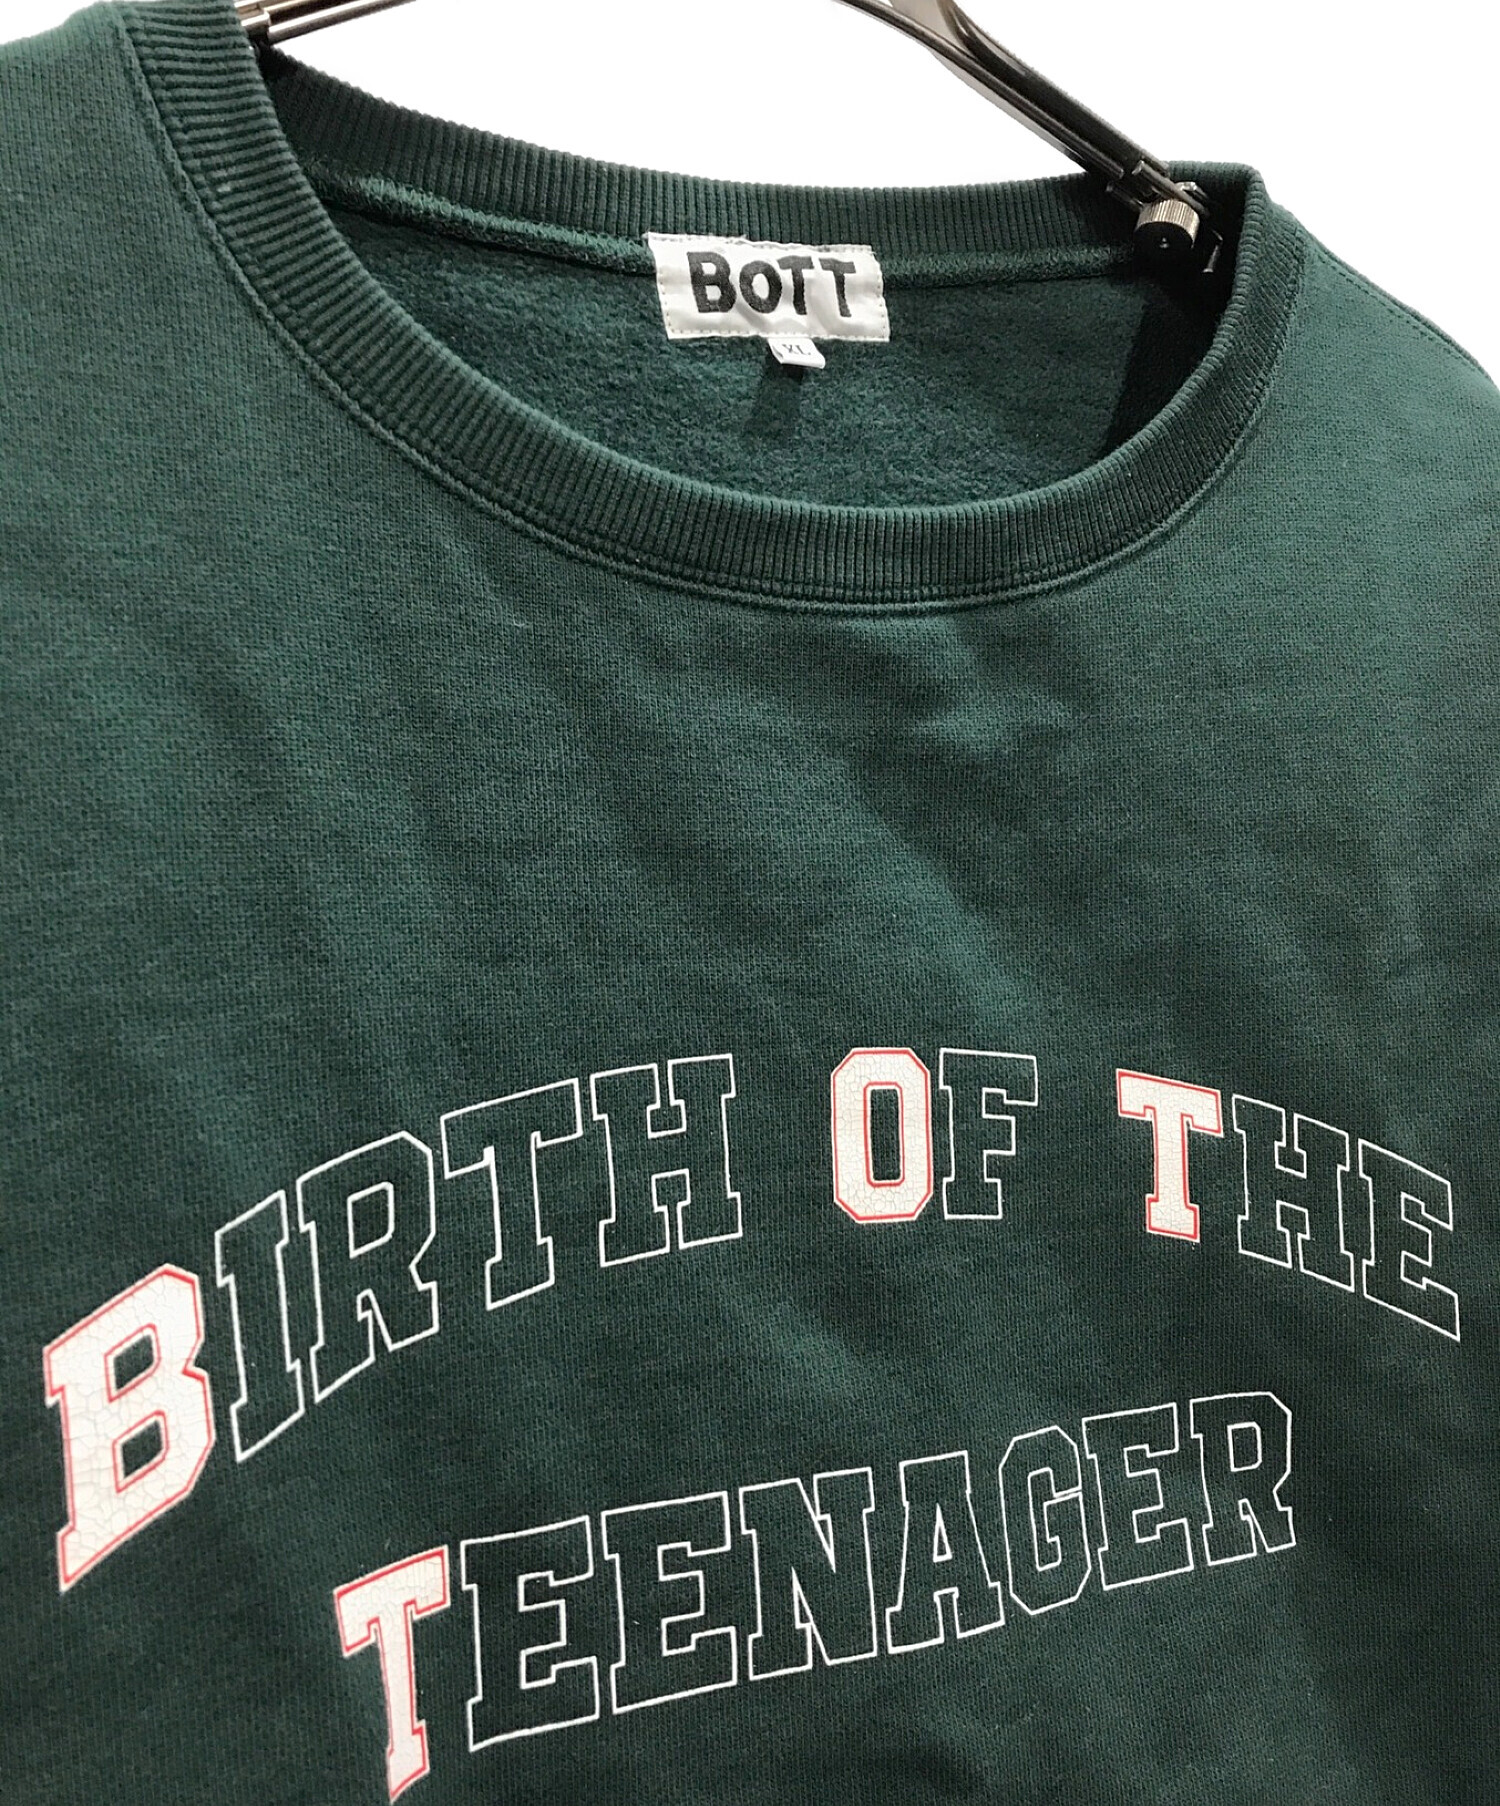 BOTT
XL
BIRTH OF THE
TEENAGER